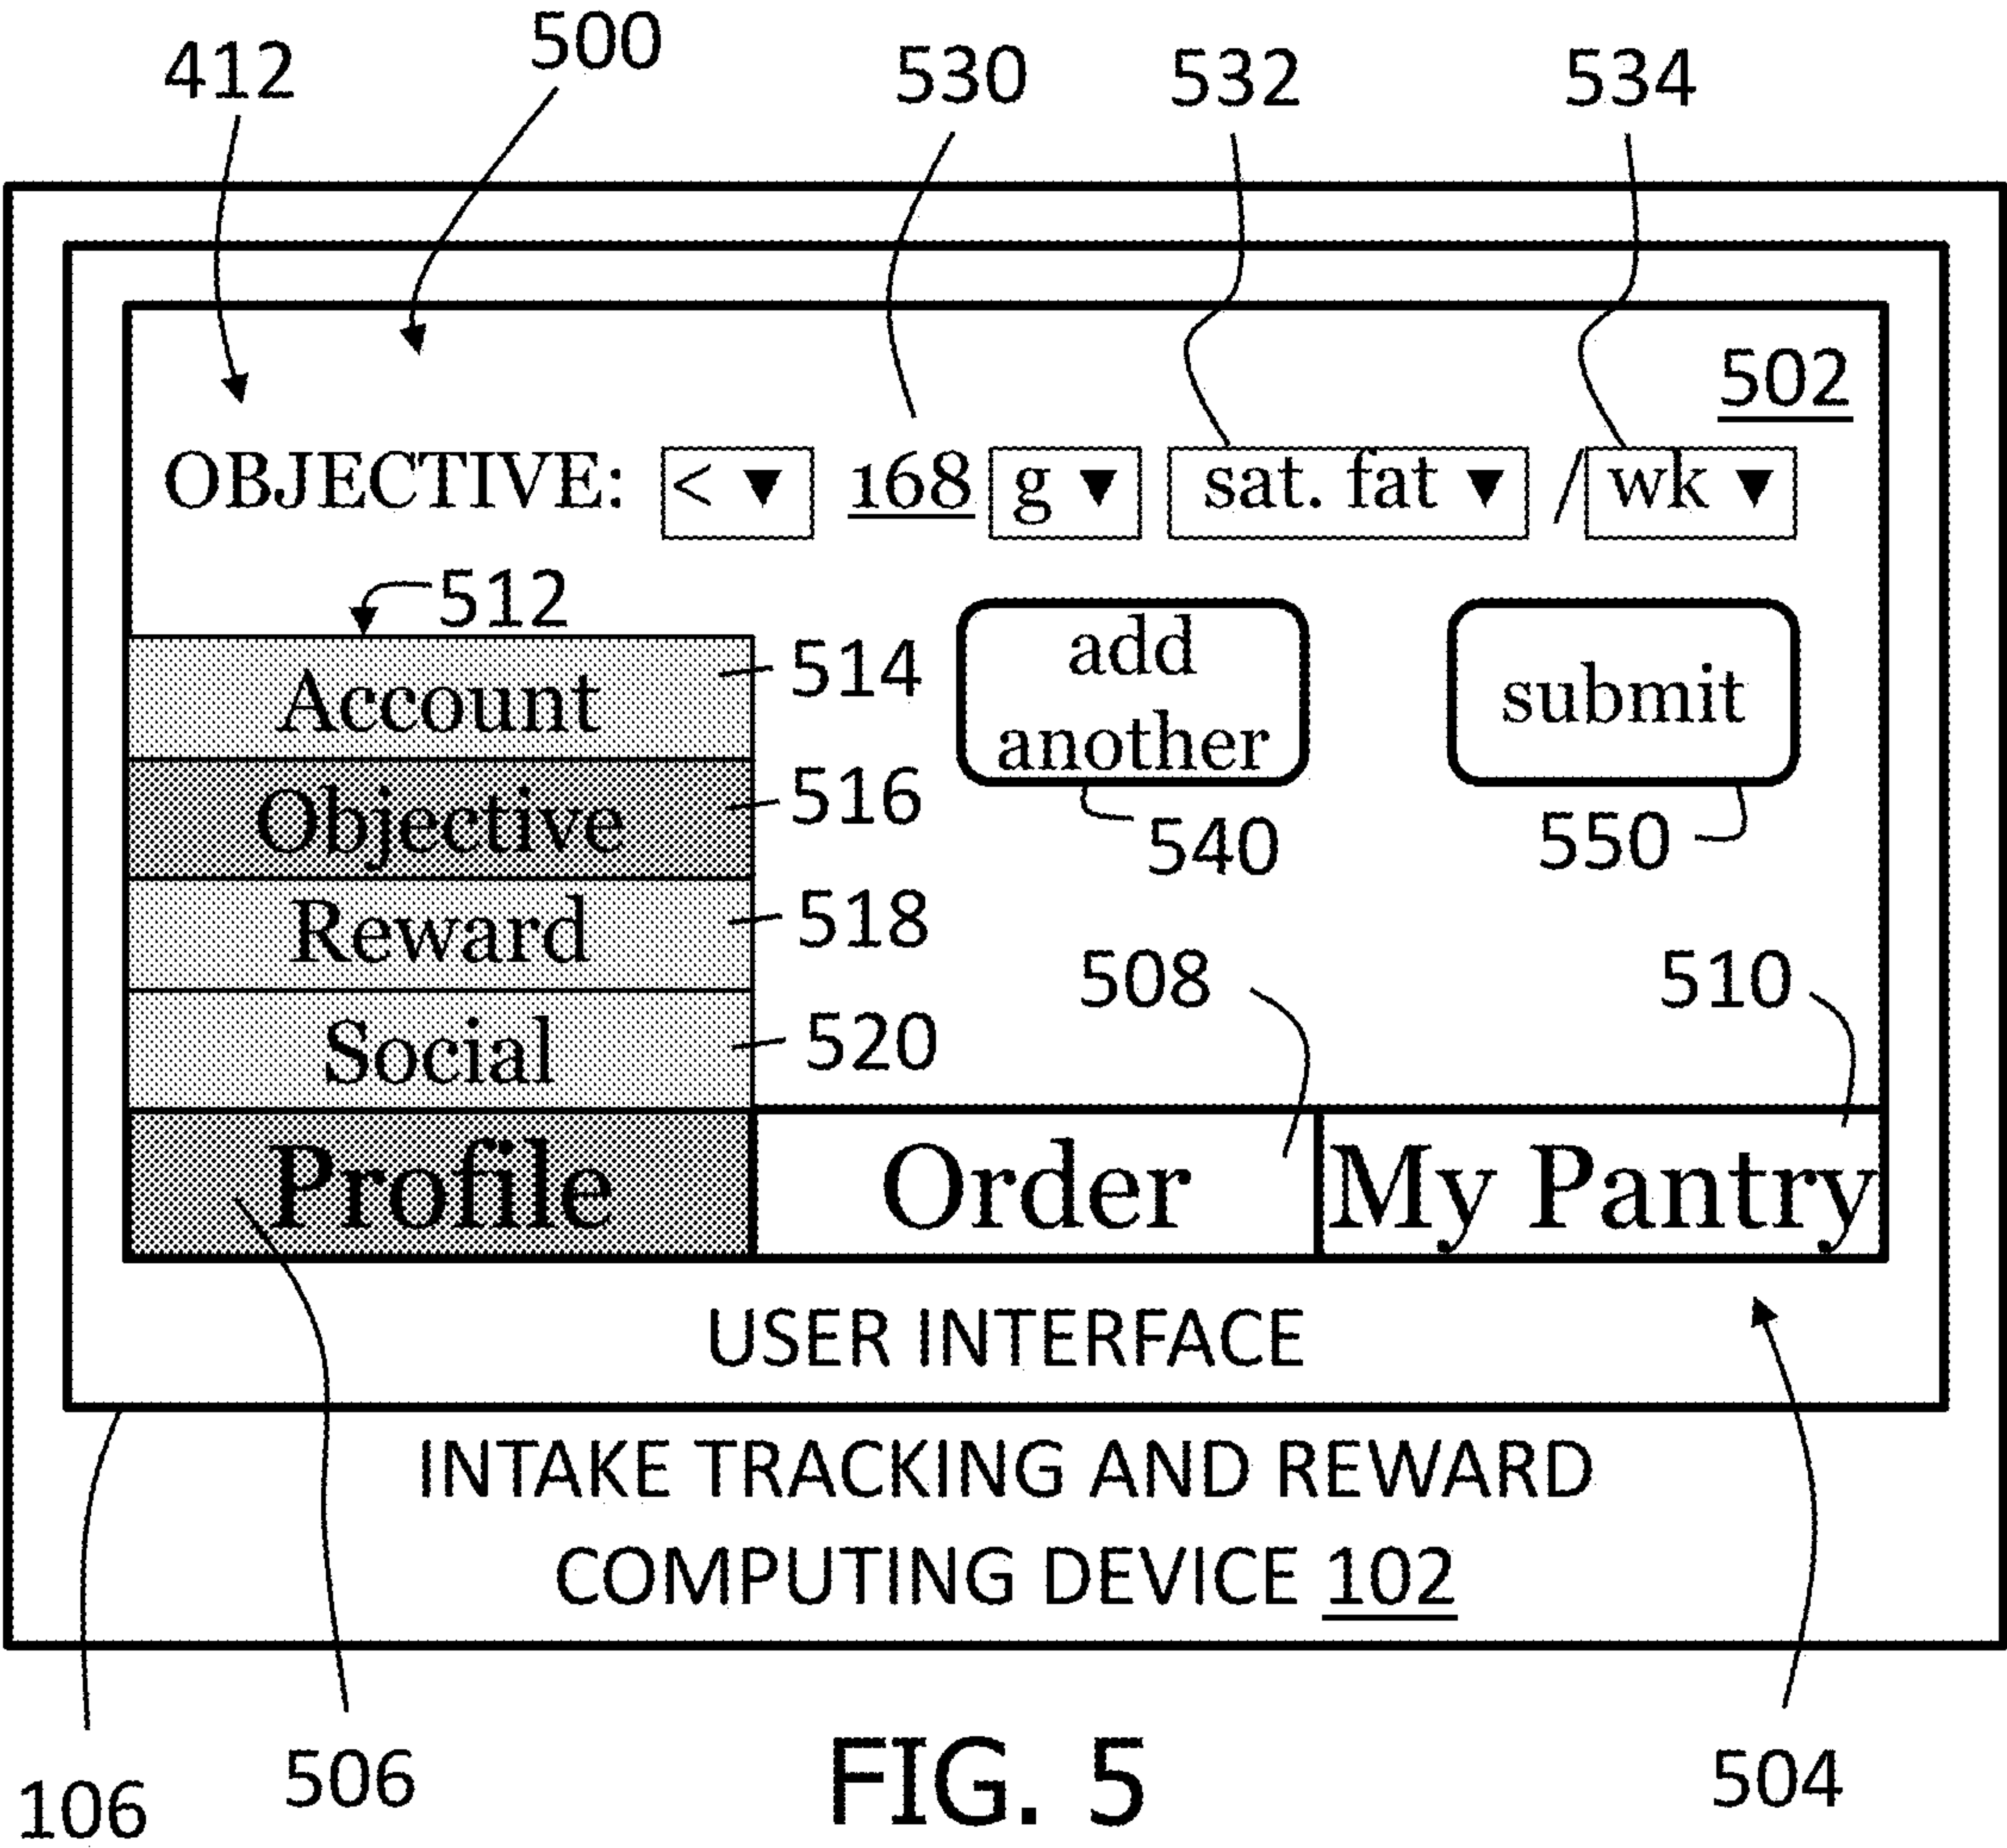 412 500 530 532 534
502
OBJECTIVE: < ▼ 168 g ▼ sat. fat ▼ / wk ▼
512
Account 514
Objective 516
Reward 518
Social 520
add
another
540
submit
550
508
510
Profile Order My Pantry
USER INTERFACE
INTAKE TRACKING AND REWARD
COMPUTING DEVICE 102
106
506
FIG. 5
504